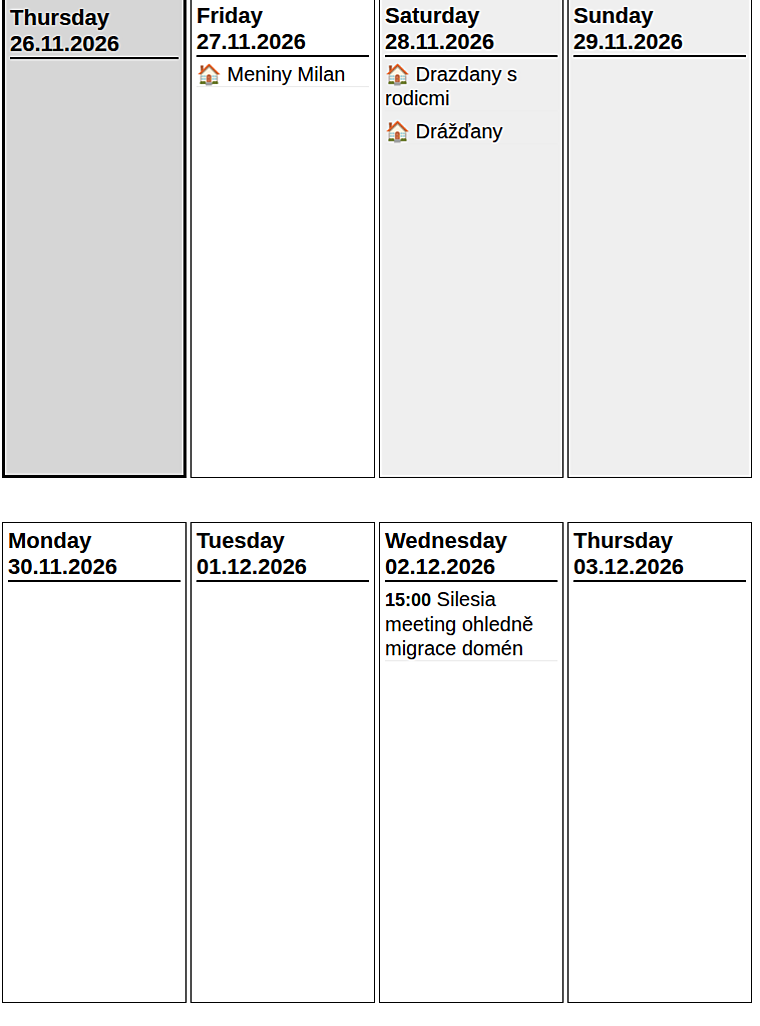 Thursday
26.11.2026
Friday
27.11.2026
🏠 Meniny Milan
Saturday
28.11.2026
🏠 Drazdany s
rodicmi
🏠 Drážďany
Sunday
29.11.2026
Monday
30.11.2026
Tuesday
01.12.2026
Wednesday
02.12.2026
15:00 Silesia
meeting ohledně
migrace domén
Thursday
03.12.2026